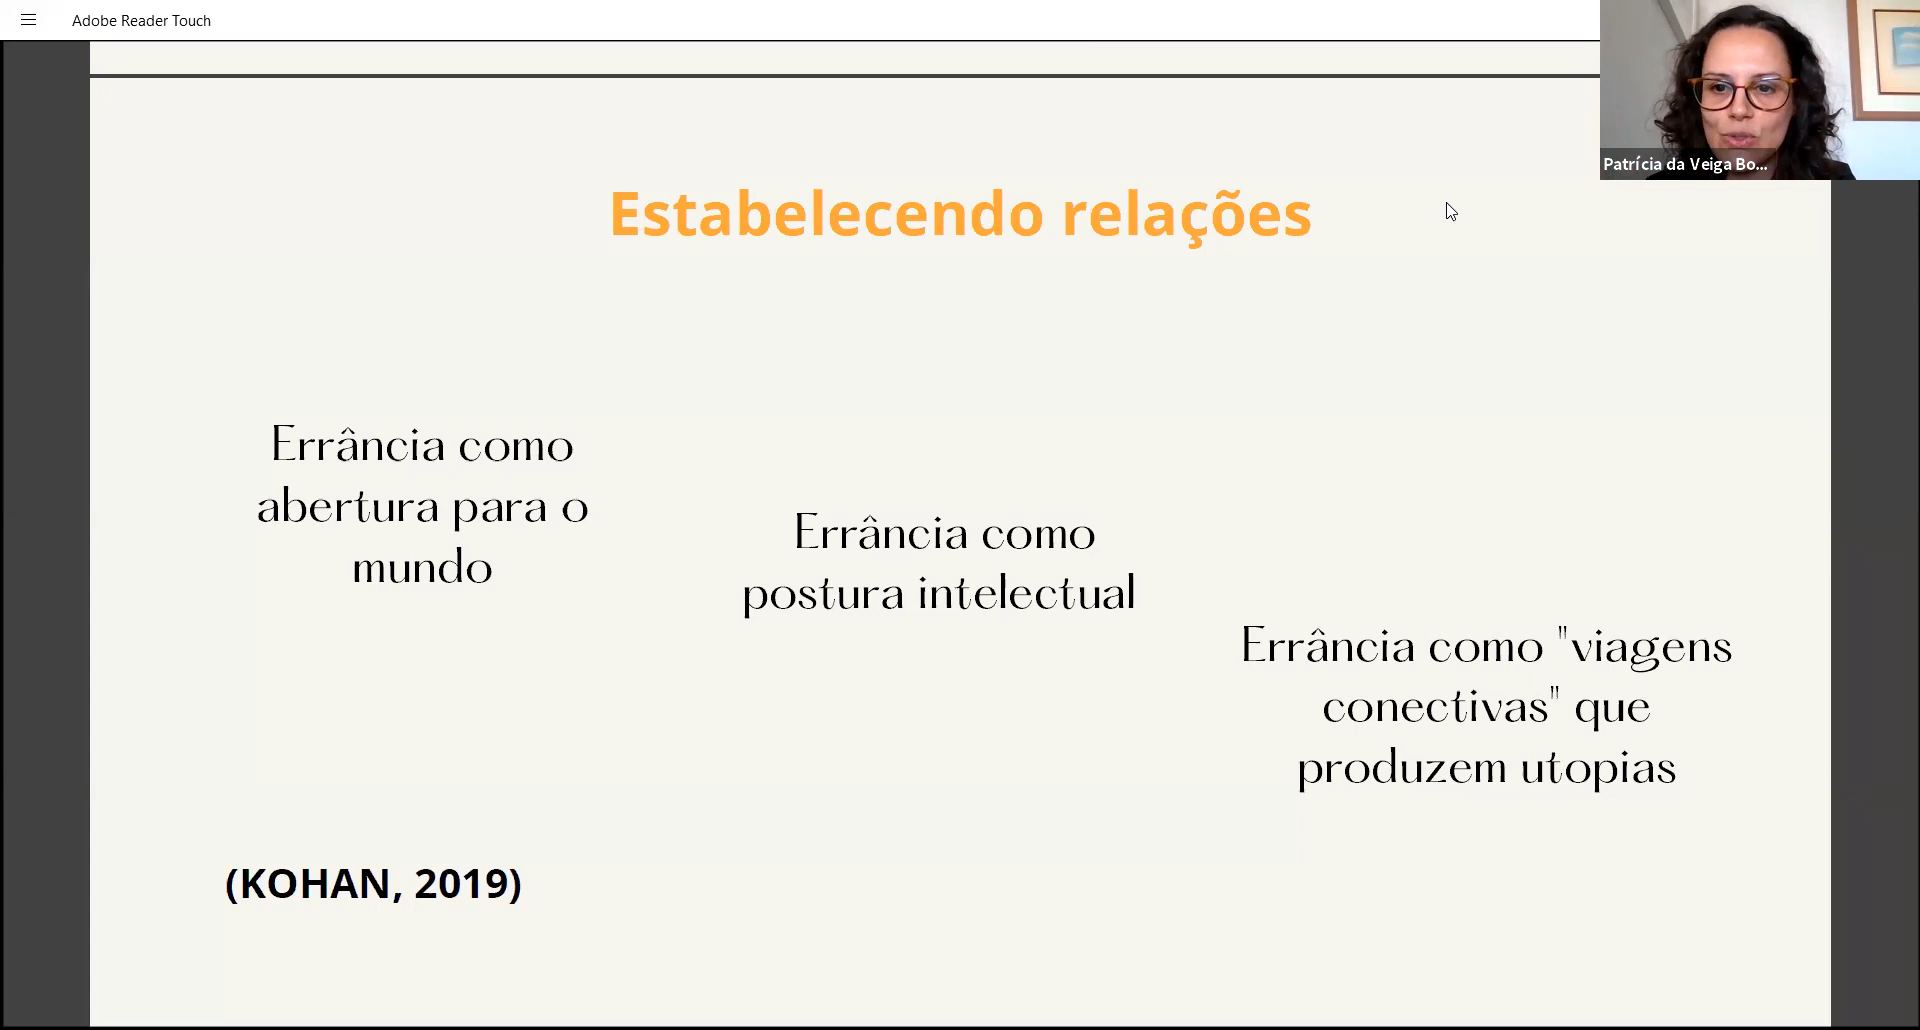 Adobe Reader Touch
Patrícia da Veiga Bo...
Estabelecendo relações
Errância como
abertura para o
mundo
Errância como
postura intelectual
Errância como "viagens
conectivas" que
produzem utopias
(KOHAN, 2019)